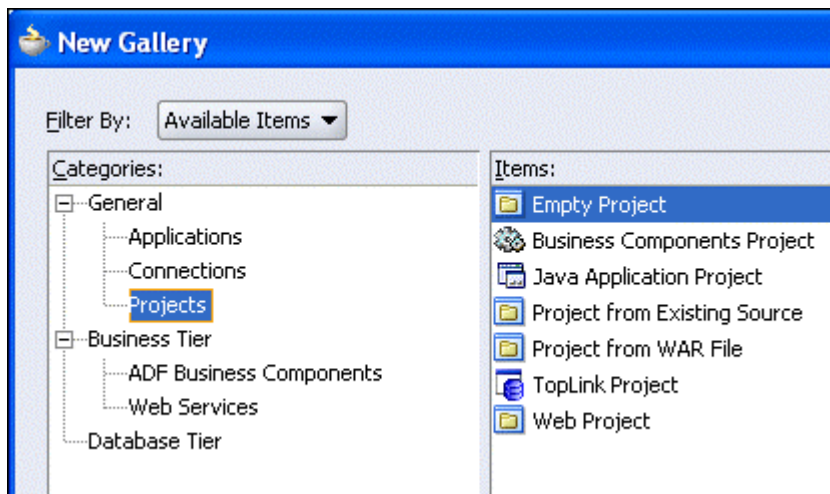 New Gallery
Filter By: Available Items
Categories:
General
Applications
Connections
Projects
Business Tier
ADF Business Components
Web Services
Database Tier
Items:
Empty Project
Business Components Project
Java Application Project
Project from Existing Source
Project from WAR File
TopLink Project
Web Project